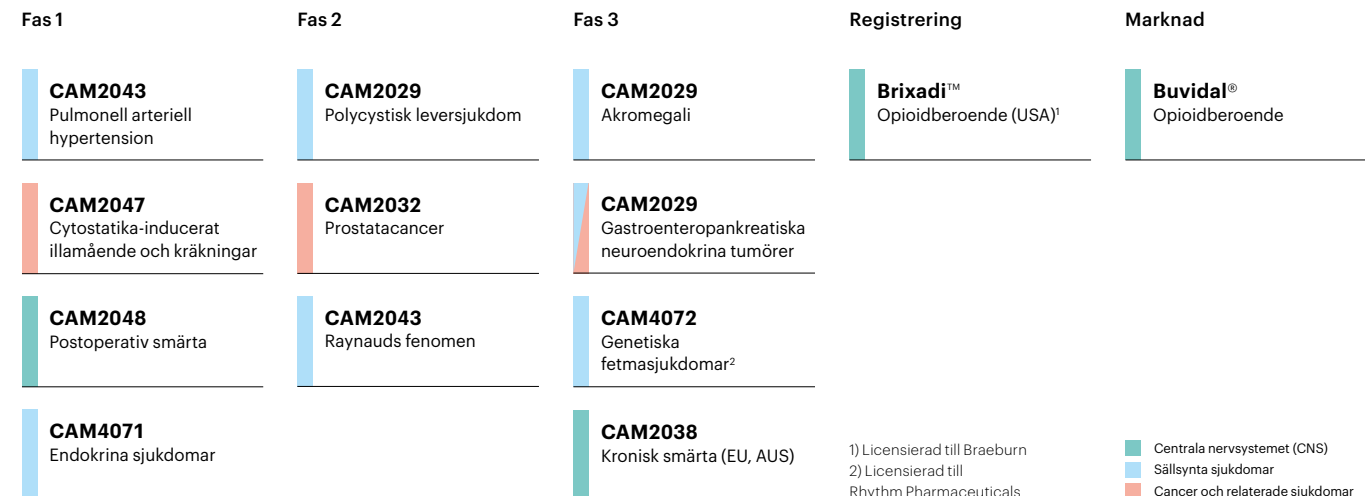 Fas 1
CAM2043
Pulmonell arteriell
hypertension
CAM2047
Cytostatika-inducerat
illamående och kräkningar
CAM2048
Postoperativ smärta
CAM4071
Endokrina sjukdomar
Fas 2
CAM2029
Polycystisk leversjukdom
CAM2032
Prostatacancer
CAM2043
Raynauds fenomen
Fas 3
CAM2029
Akromegali
CAM2029
Gastroenteropankreatiska
neuroendokrina tumörer
CAM4072
Genetiska
fetmasjukdomar²
CAM2038
Kronisk smärta (EU, AUS)
Registrering
Brixadi™
Opioidberoende (USA)¹
Marknad
Buvidal®
Opioidberoende
1) Licensierad till Braeburn
2) Licensierad till
Rhythm Pharmaceuticals
Centrala nervsystemet (CNS)
Sällsynta sjukdomar
Cancer och relaterade sjukdomar